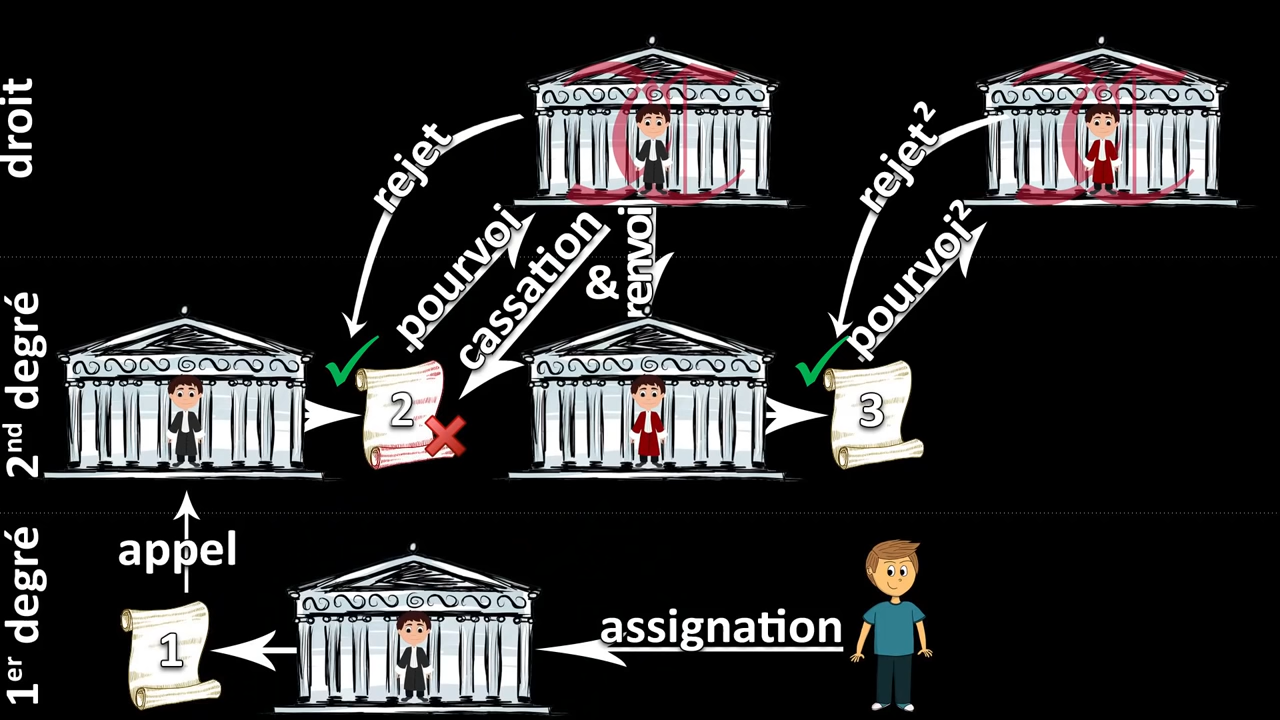 droit
rejet
pourvoi
cassation
&
renvoi
rejet²
pourvoi²
2nd degré
2
3
1er degré
appel
1
assignation